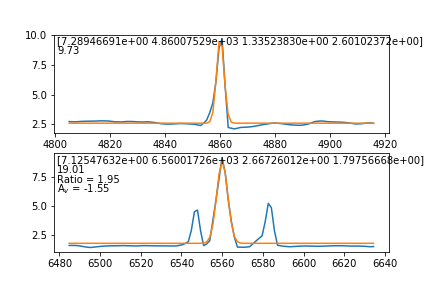 10.0
[7.28946691e+00 4.86007529e+03 1.33523830e+00 2.60102372e+00]
9.73
7.5
5.0
2.5
4800 4820 4840 4860 4880 4900 4920
[7.12547632e+00 6.56001726e+03 2.66726012e+00 1.79756668e+00]
19.01
7.5
Ratio = 1.95
A_v = -1.55
5.0
2.5
6480 6500 6520 6540 6560 6580 6600 6620 6640